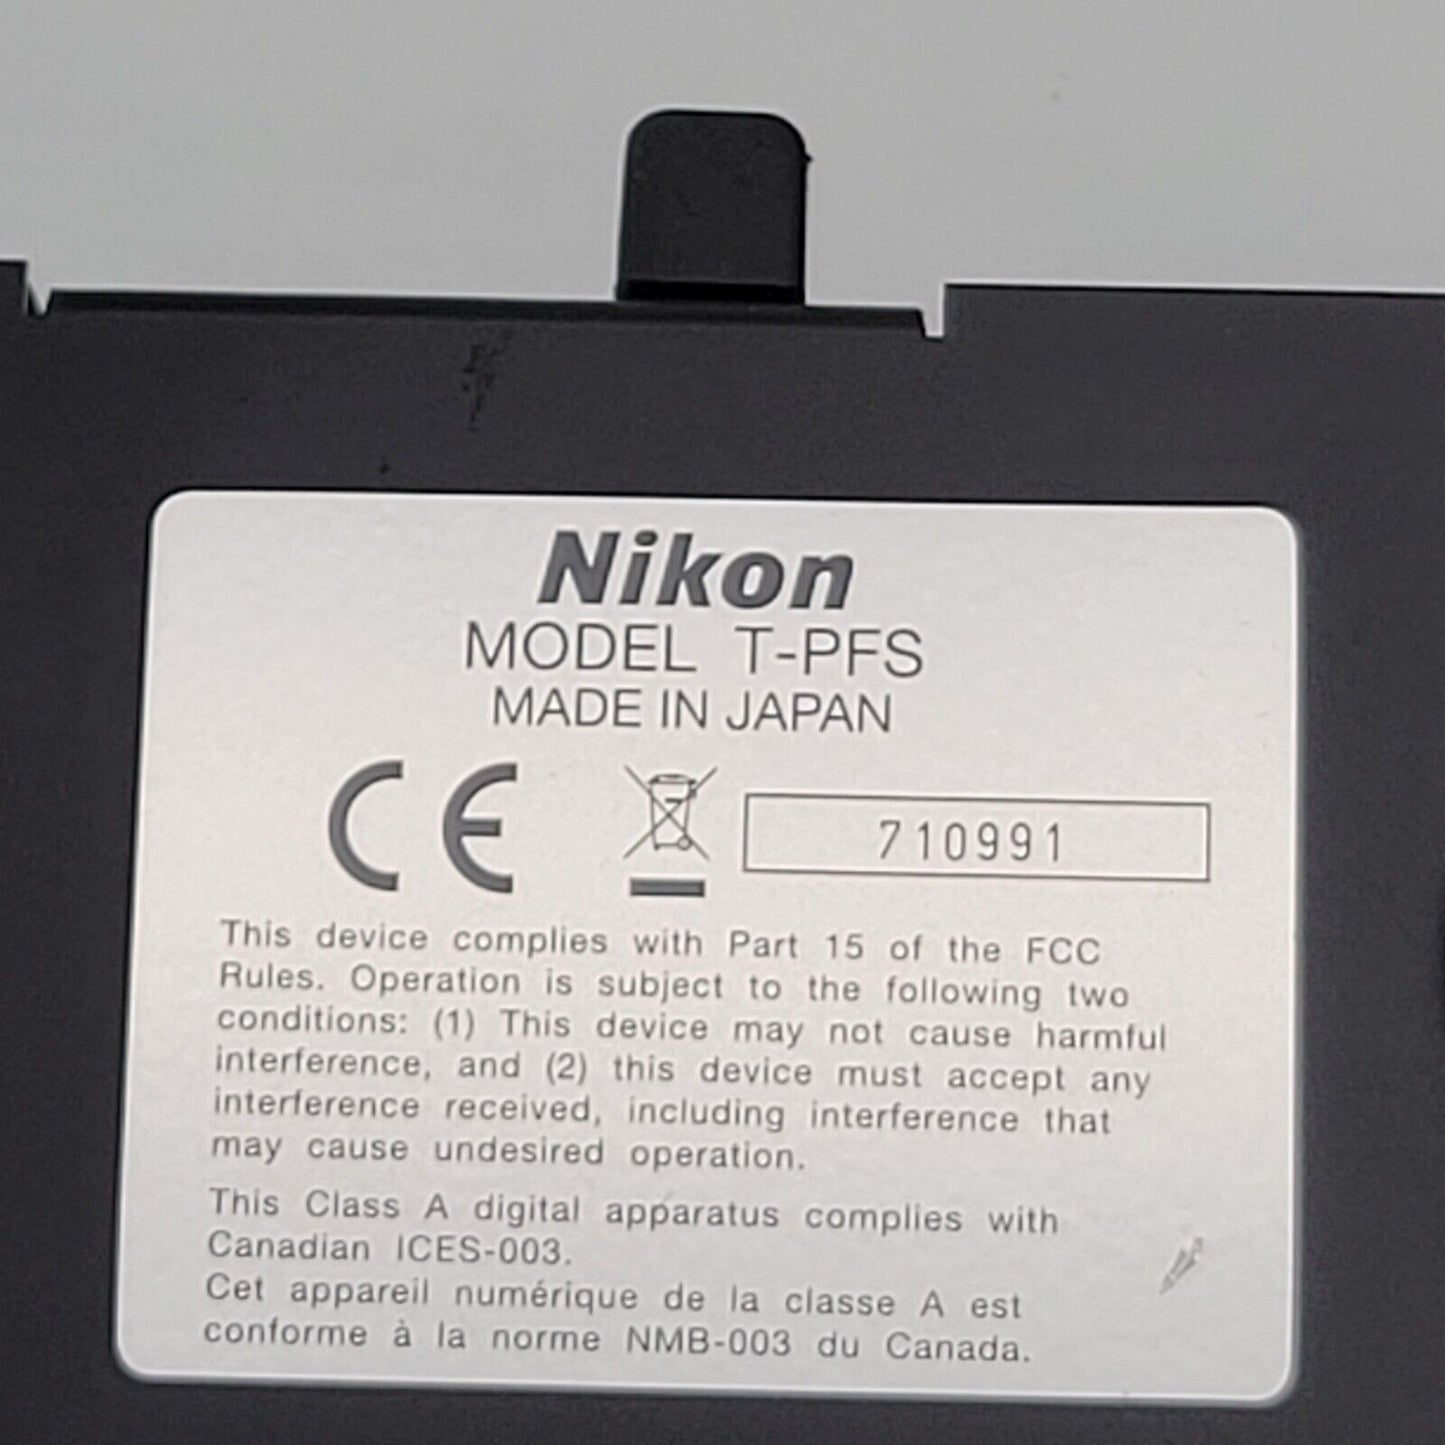 Nikon
MODEL T-PFS
MADE IN JAPAN
CE
710991
This device complies with Part 15 of the FCC
Rules. Operation is subject to the following two
conditions: (1) This device may not cause harmful
interference, and (2) this device must accept any
interference received, including interference that
may cause undesired operation.
This Class A digital apparatus complies with
Canadian ICES-003.
Cet appareil numérique de la classe A est
conforme à la norme NMB-003 du Canada.